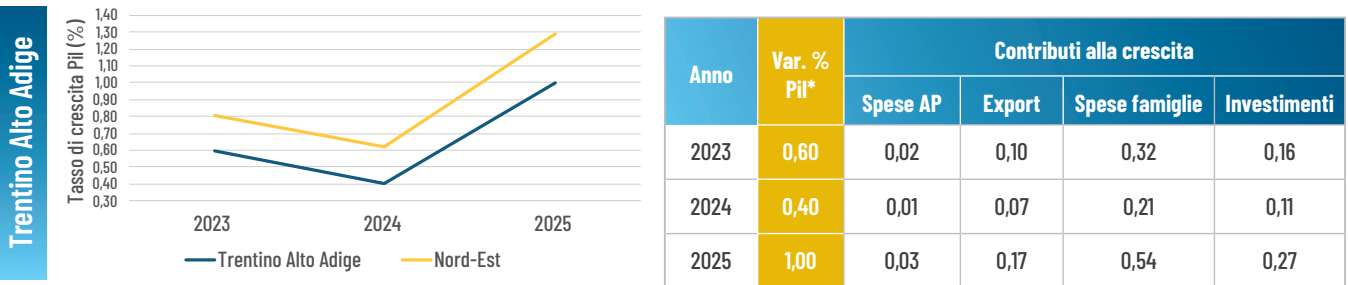 Trentino Alto Adige
Tasso di crescita Pil (%)
1,40
1,30
1,20
1,10
1,00
0,90
0,80
0,70
0,60
0,50
0,40
0,30
2023 2024 2025
Trentino Alto Adige Nord-Est
Anno Var. % Pil* Contributi alla crescita
Spese AP Export Spese famiglie Investimenti
2023 0,60 0,02 0,10 0,32 0,16
2024 0,40 0,01 0,07 0,21 0,11
2025 1,00 0,03 0,17 0,54 0,27